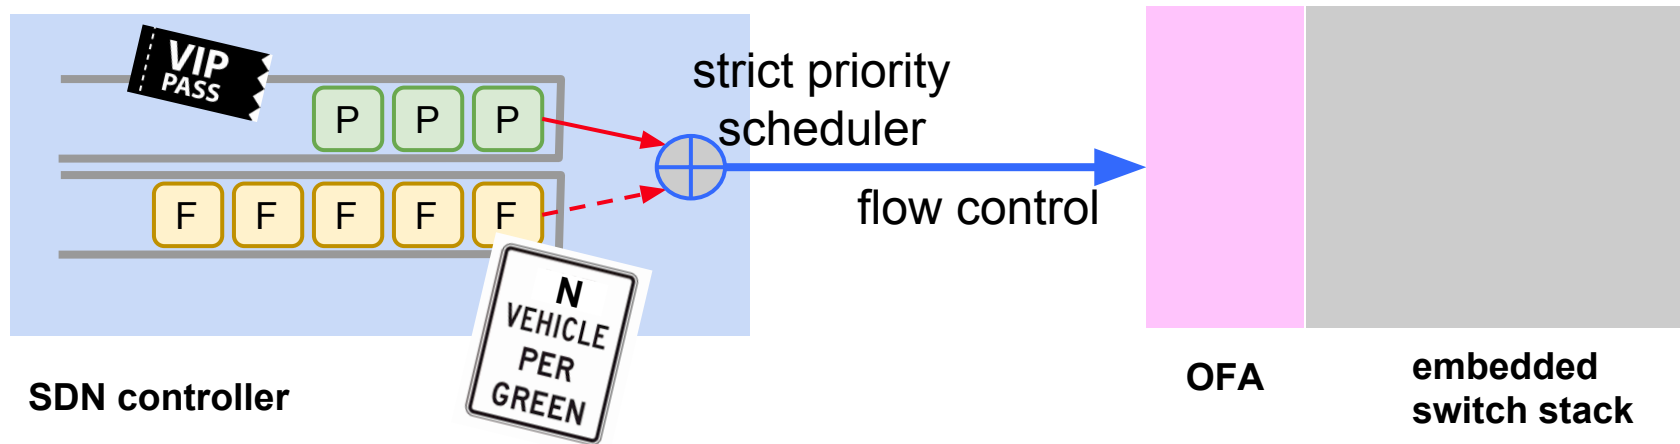 VIP
PASS
P P P
F F F F F
strict priority
scheduler
flow control
N
VEHICLE
PER
GREEN
SDN controller
OFA
embedded
switch stack